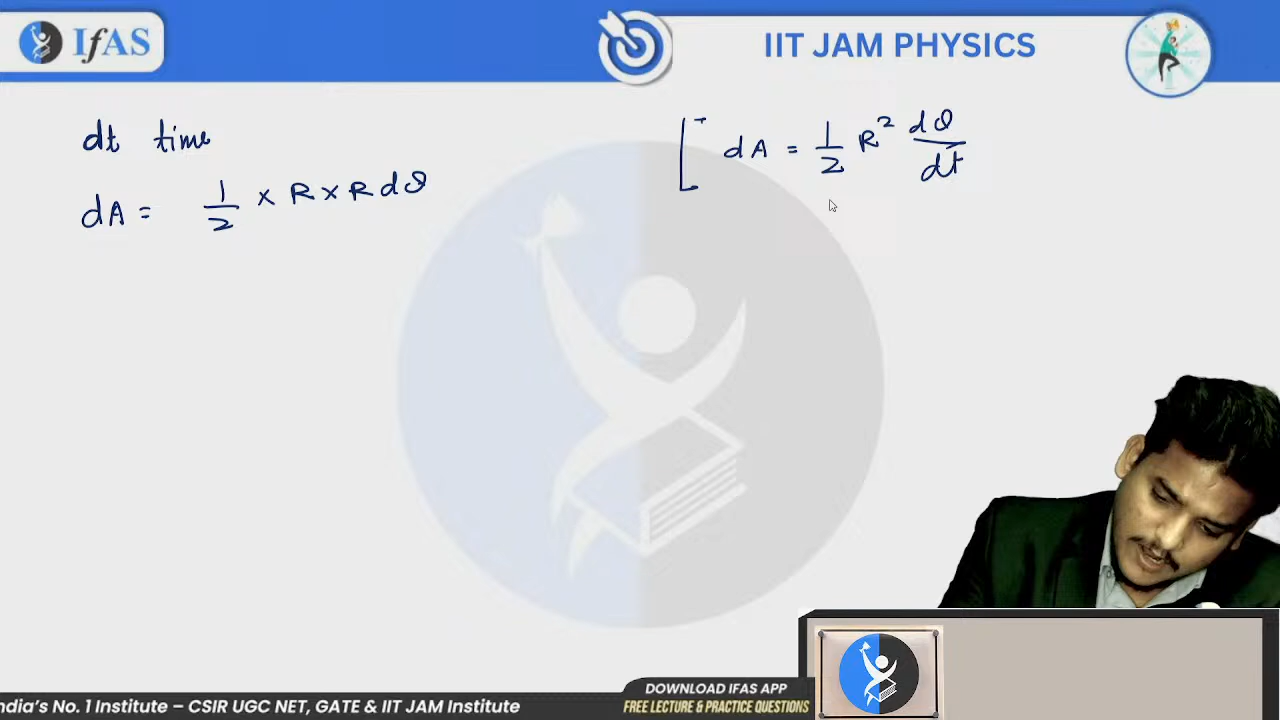 IfAS
IIT JAM PHYSICS
dt time
dA = 1/2 × R × R dθ
dA = 1/2 R² dθ/dt
DOWNLOAD IFAS APP
FREE LECTURE & PRACTICE QUESTIONS
ndia's No. 1 Institute – CSIR UGC NET, GATE & IIT JAM Institute